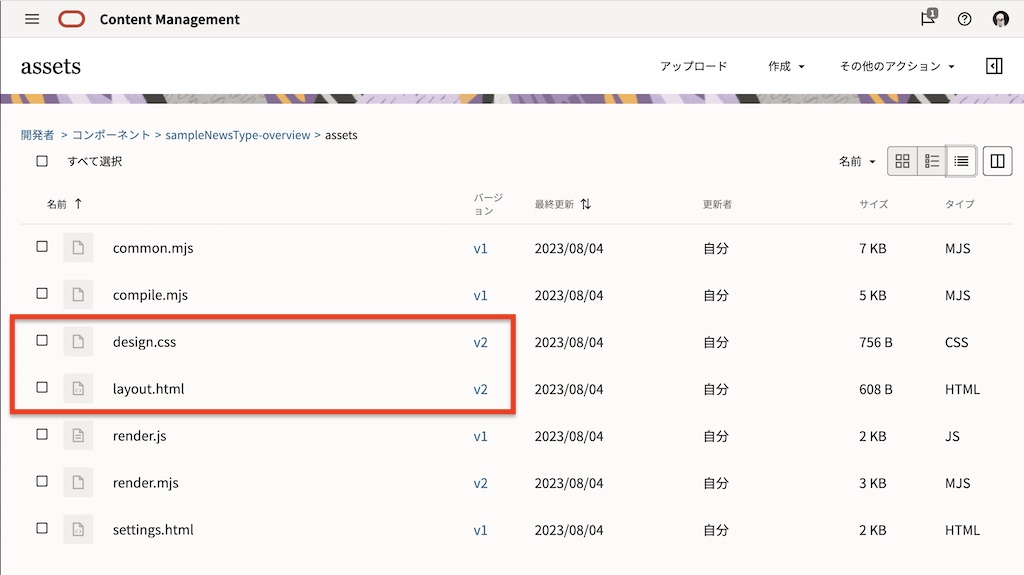 Content Management
1
assets
アップロード 作成 その他のアクション
開発者 > コンポーネント > sampleNewsType-overview > assets
すべて選択 名前
名前 バージョン 最終更新 更新者 サイズ タイプ
common.mjs v1 2023/08/04 自分 7 KB MJS
compile.mjs v1 2023/08/04 自分 5 KB MJS
design.css v2 2023/08/04 自分 756 B CSS
layout.html v2 2023/08/04 自分 608 B HTML
render.js v1 2023/08/04 自分 2 KB JS
render.mjs v2 2023/08/04 自分 3 KB MJS
settings.html v1 2023/08/04 自分 2 KB HTML